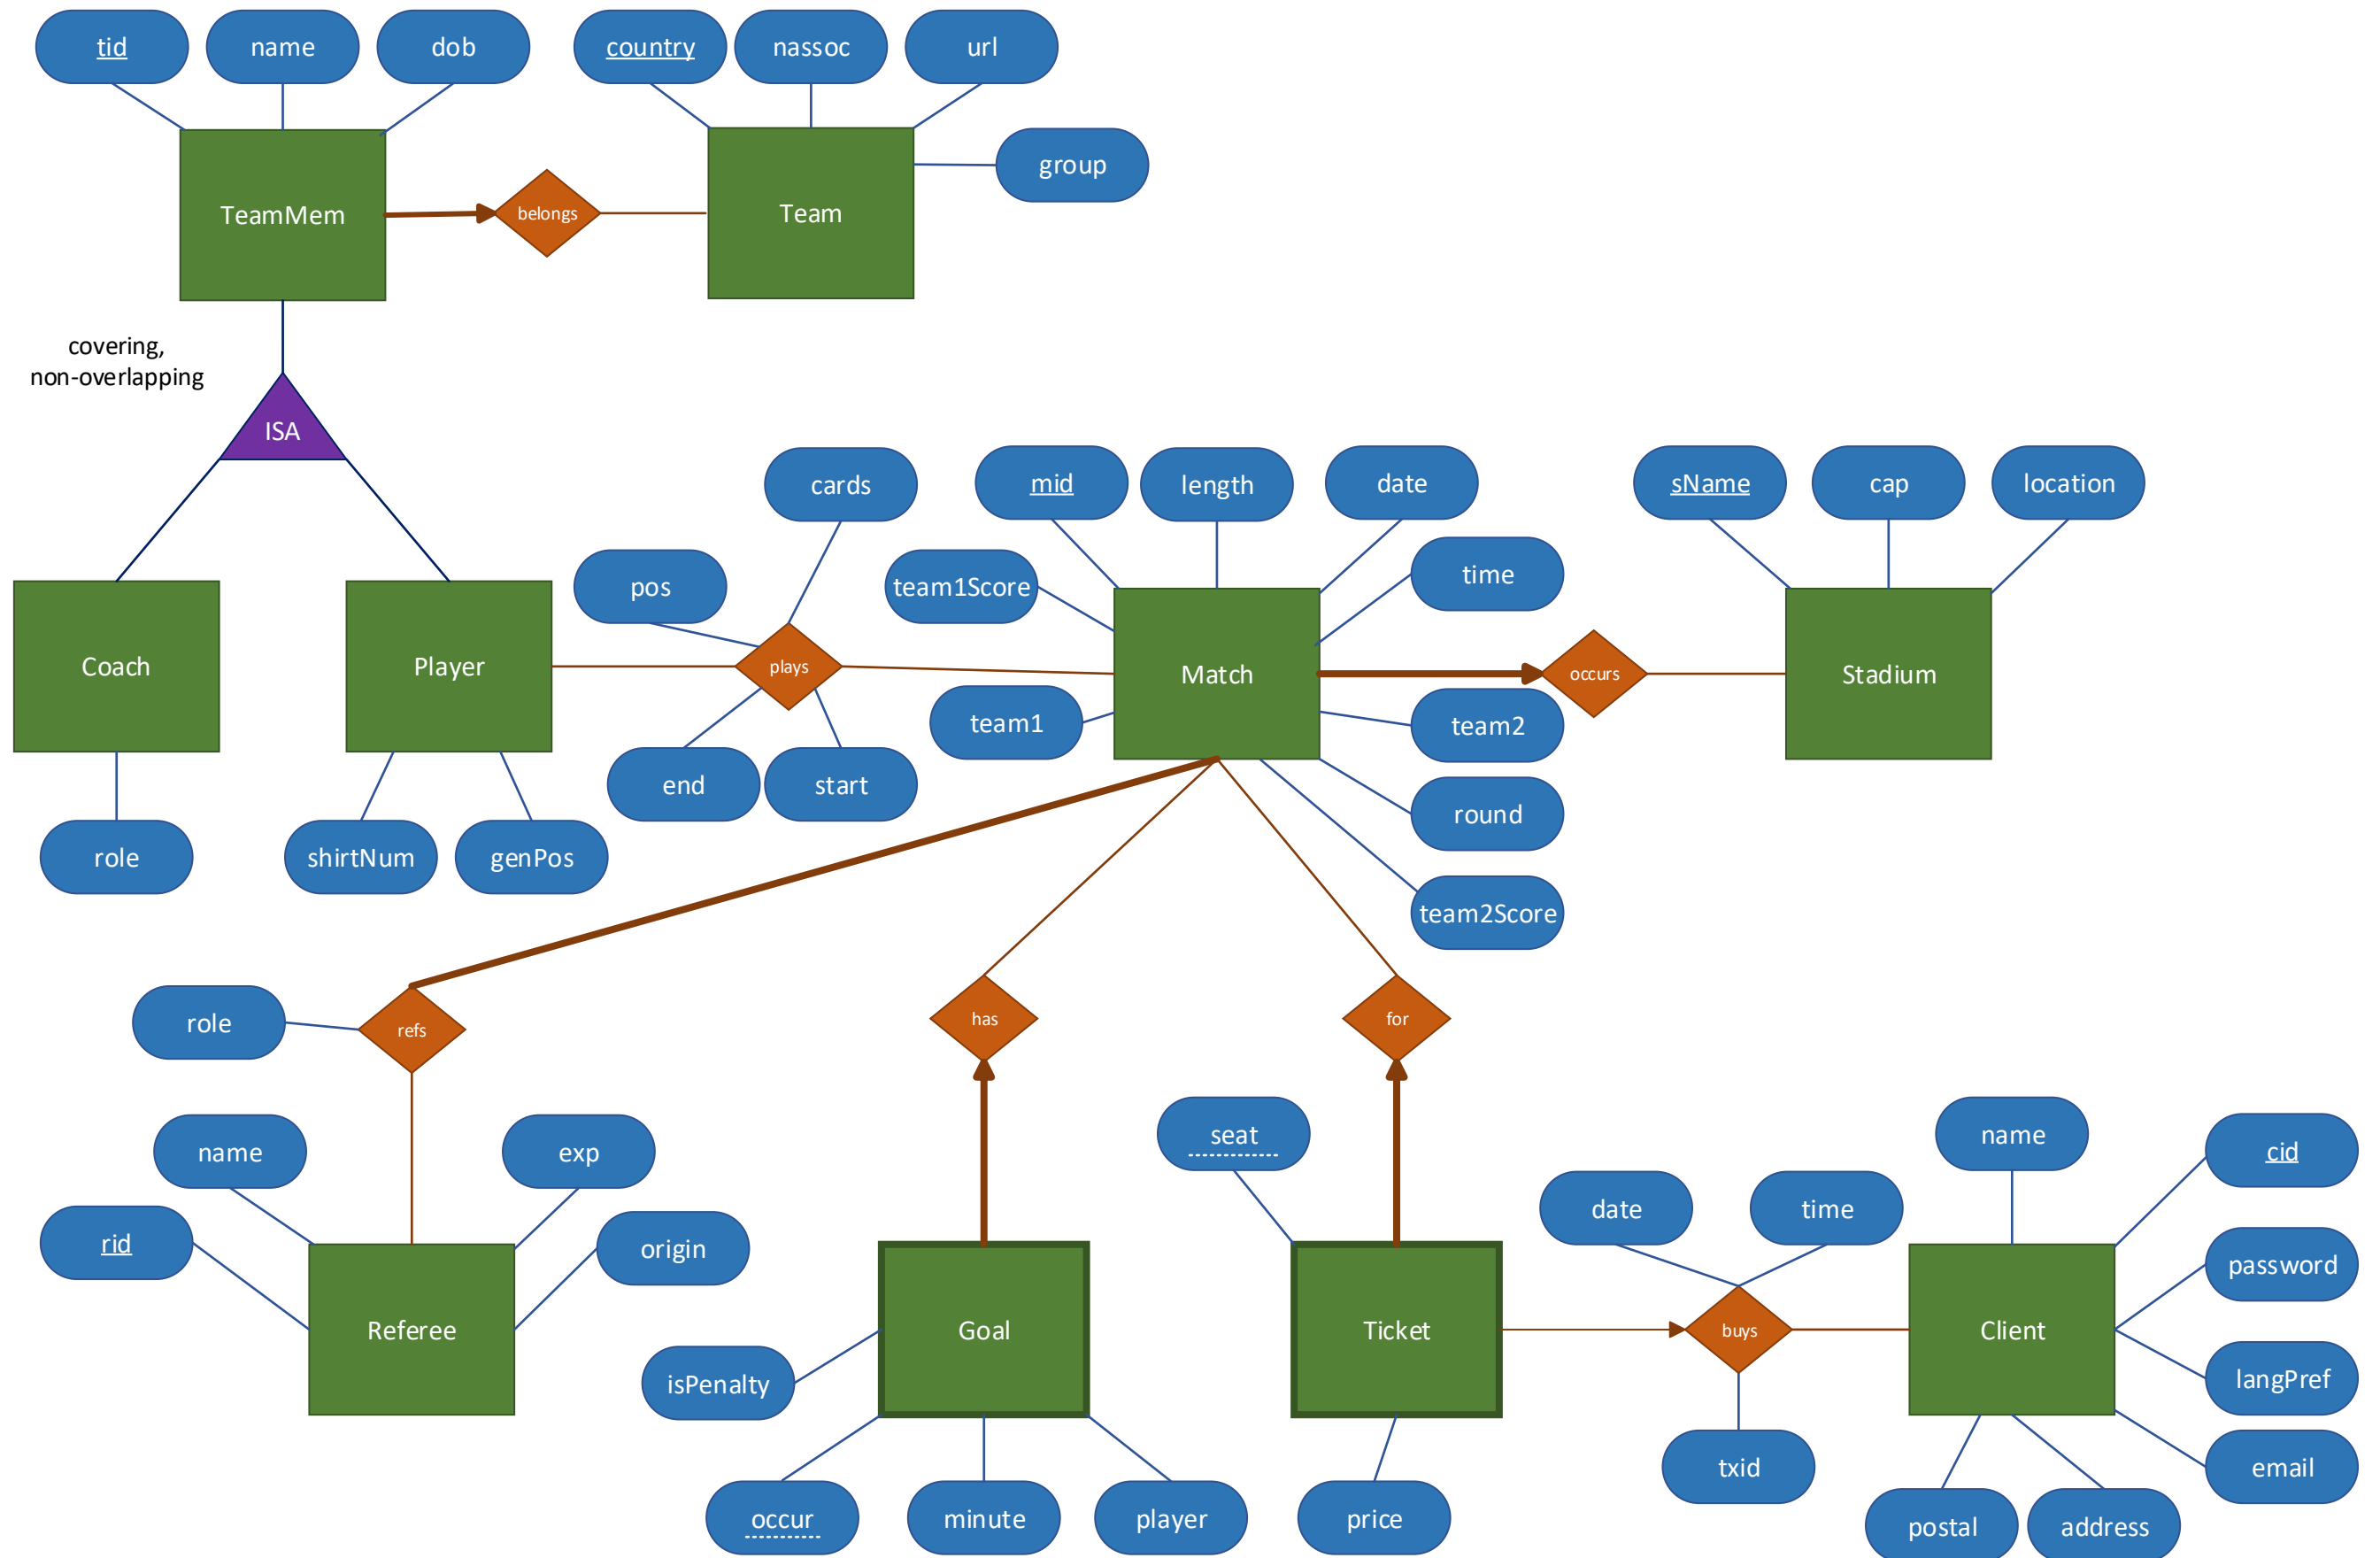 tid
name
dob
country
nassoc
url
group
TeamMem
belongs
Team
covering,
non-overlapping
ISA
cards
mid
length
date
sName
cap
location
pos
team1Score
time
Coach
Player
plays
Match
occurs
Stadium
team1
team2
end
start
round
role
shirtNum
genPos
team2Score
role
refs
has
for
name
exp
seat
name
cid
rid
origin
date
time
password
Referee
Goal
Ticket
buys
Client
isPenalty
langPref
txid
email
occur
minute
player
price
postal
address